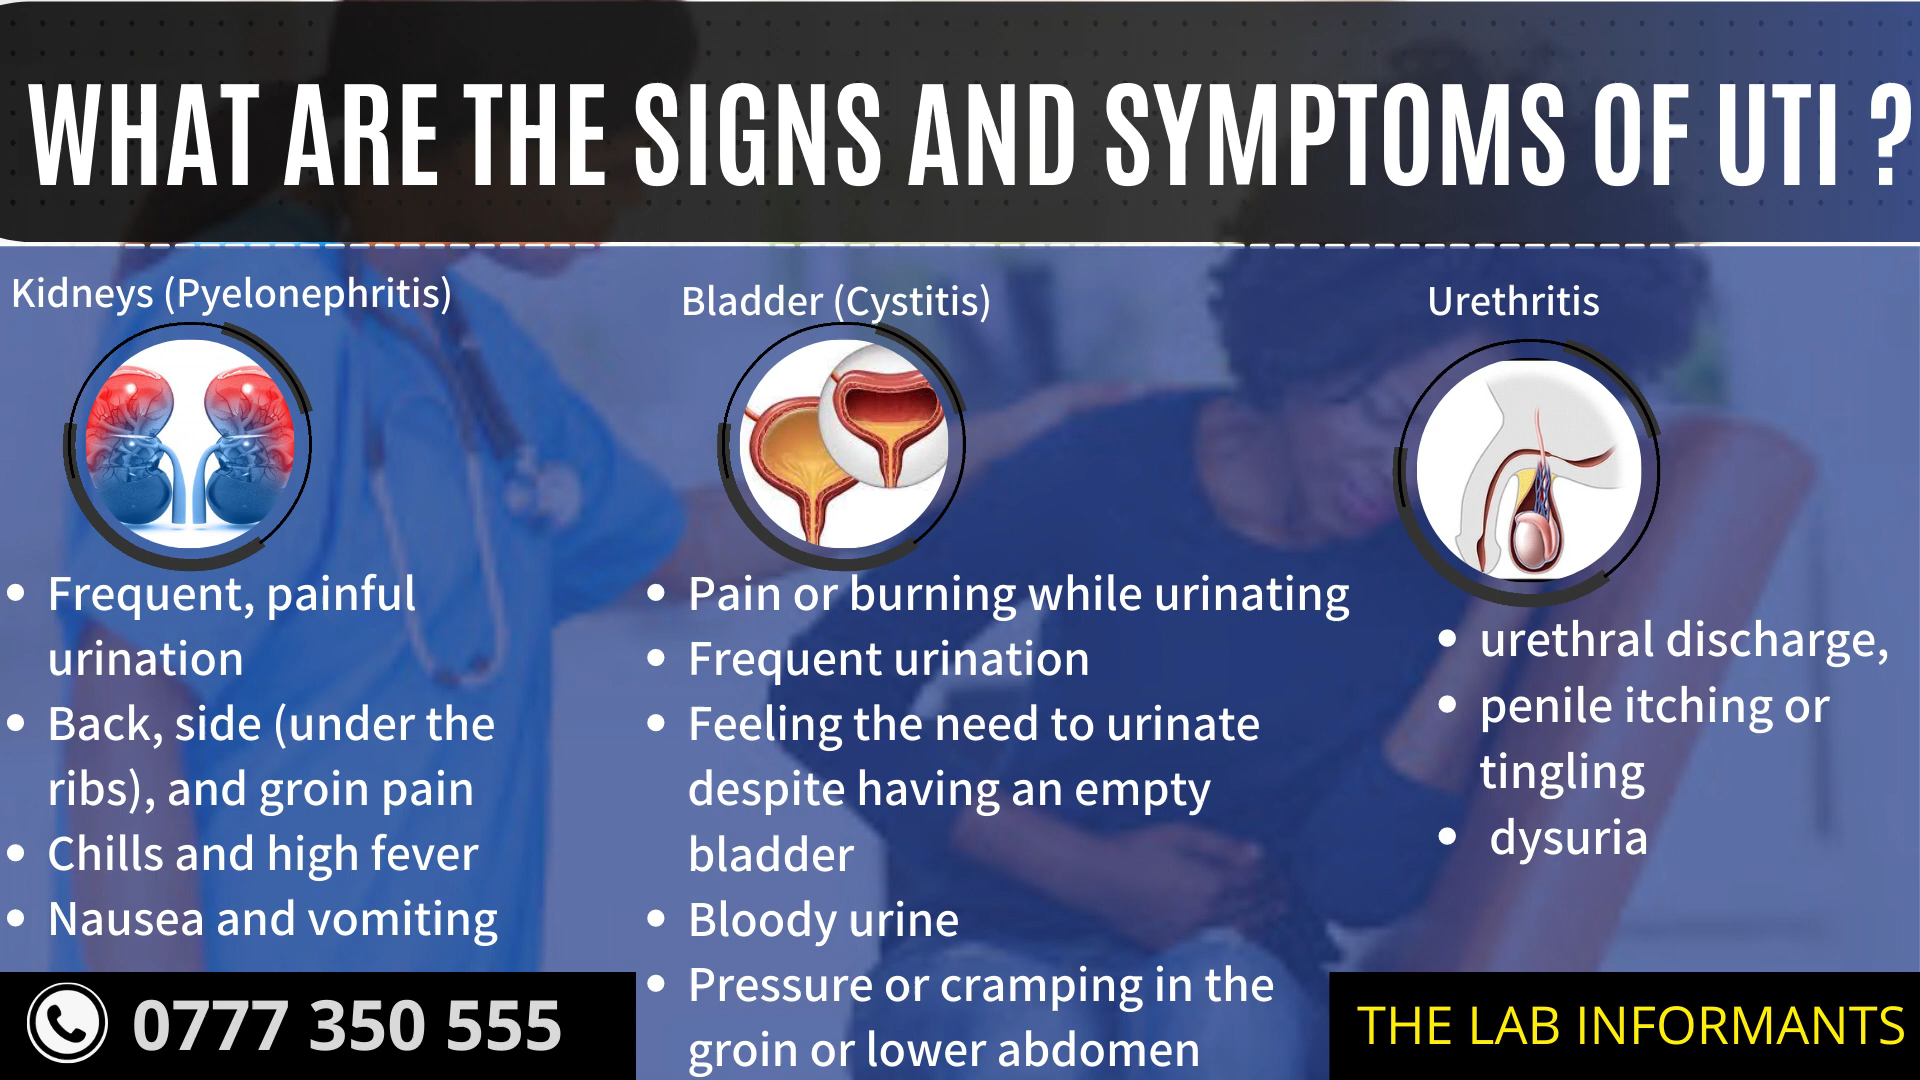 WHAT ARE THE SIGNS AND SYMPTOMS OF UTI ?
Kidneys (Pyelonephritis)
• Frequent, painful
urination
• Back, side (under the
ribs), and groin pain
• Chills and high fever
• Nausea and vomiting
Bladder (Cystitis)
• Pain or burning while urinating
• Frequent urination
• Feeling the need to urinate
despite having an empty
bladder
• Bloody urine
• Pressure or cramping in the
groin or lower abdomen
Urethritis
• urethral discharge,
• penile itching or
tingling
• dysuria
0777 350 555
THE LAB INFORMANTS